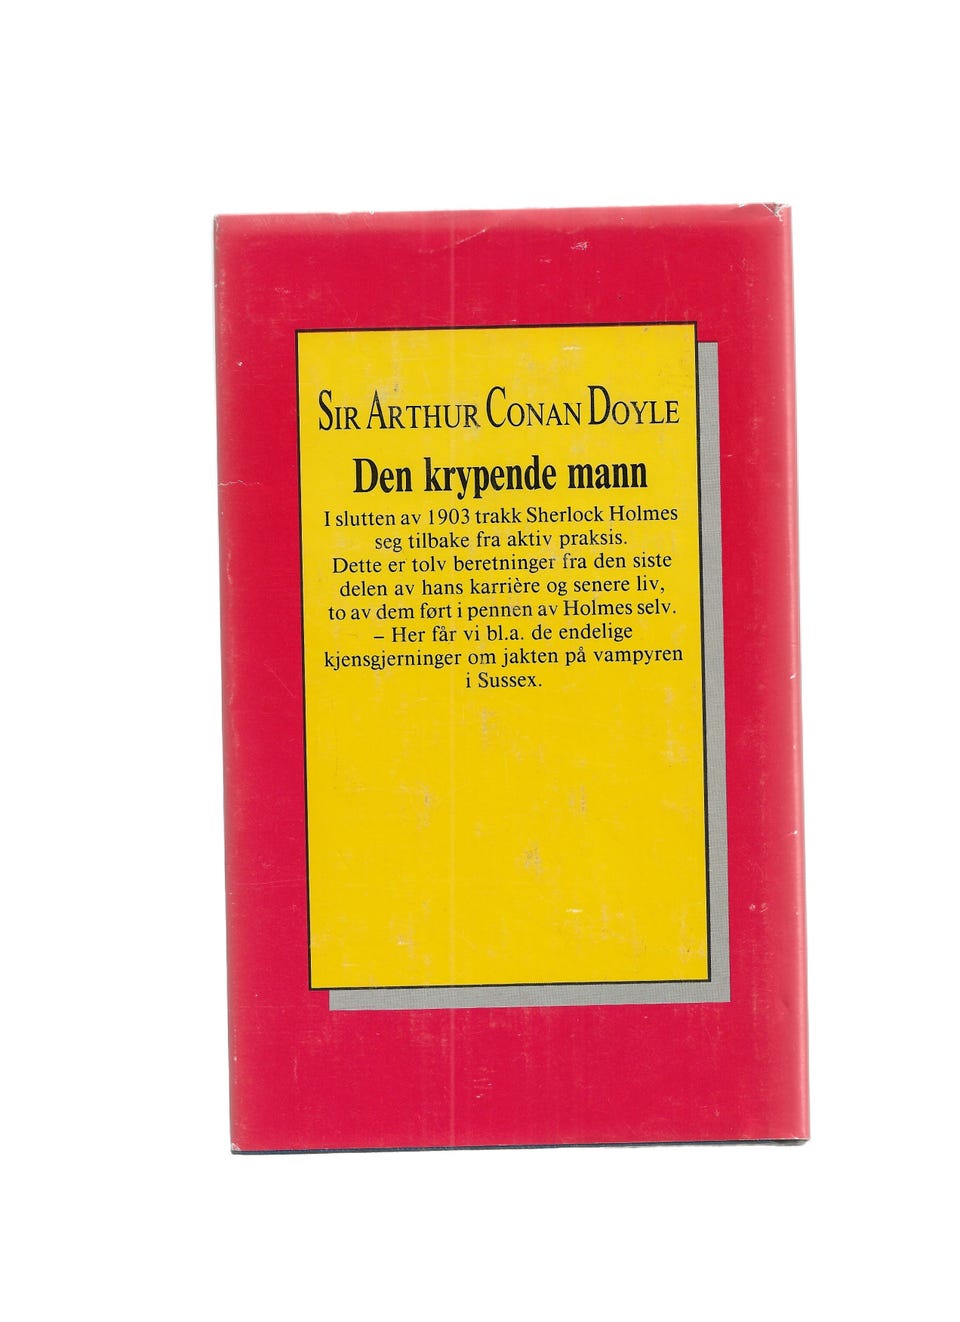 SIR ARTHUR CONAN DOYLE
Den krypende mann
I slutten av 1903 trakk Sherlock Holmes
seg tilbake fra aktiv praksis.
Dette er tolv beretninger fra den siste
delen av hans karrière og senere liv,
to av dem ført i pennen av Holmes selv.
– Her får vi bl.a. de endelige
kjensgjerninger om jakten på vampyren
i Sussex.